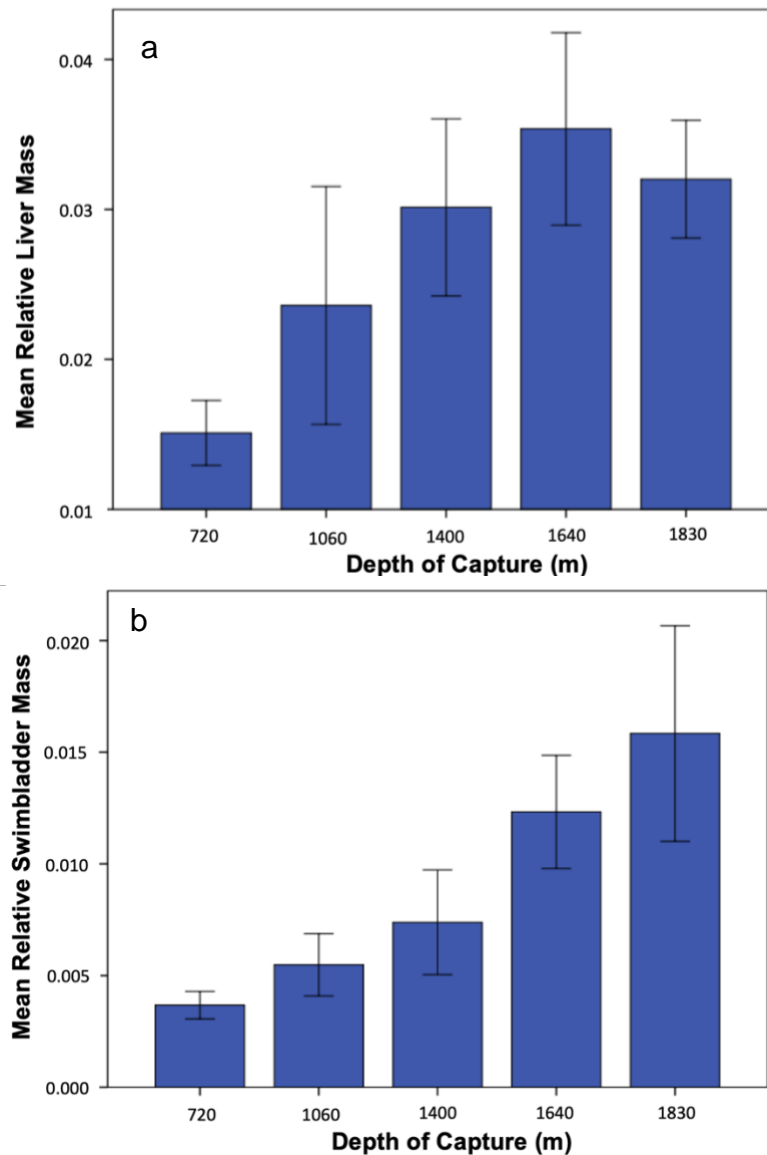 a
Mean Relative Liver Mass
0.04
0.03
0.02
0.01
720 1060 1400 1640 1830
Depth of Capture (m)
b
Mean Relative Swimbladder Mass
0.020
0.015
0.010
0.005
0.000
720 1060 1400 1640 1830
Depth of Capture (m)